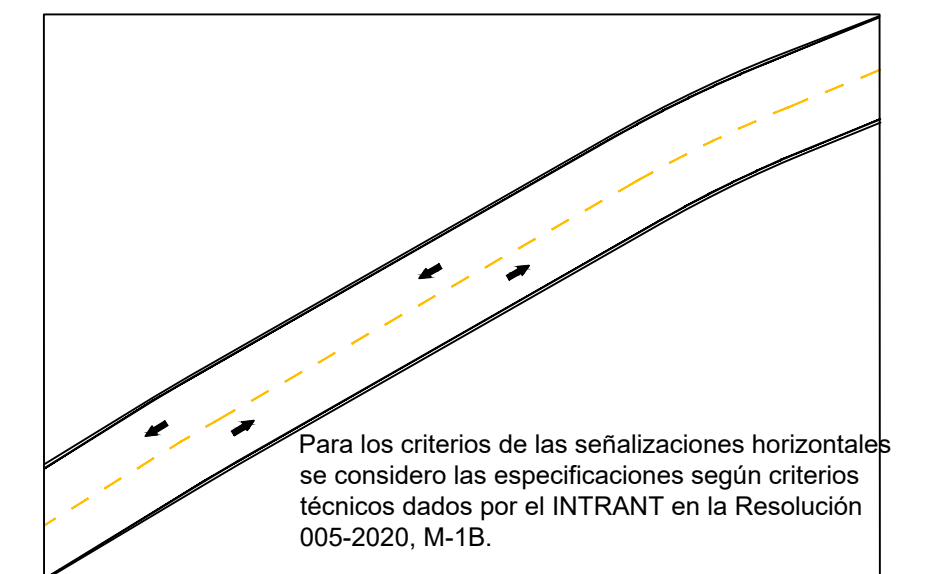 Para los criterios de las señalizaciones horizontales
se considero las especificaciones según criterios
técnicos dados por el INTRANT en la Resolución
005-2020, M-1B.